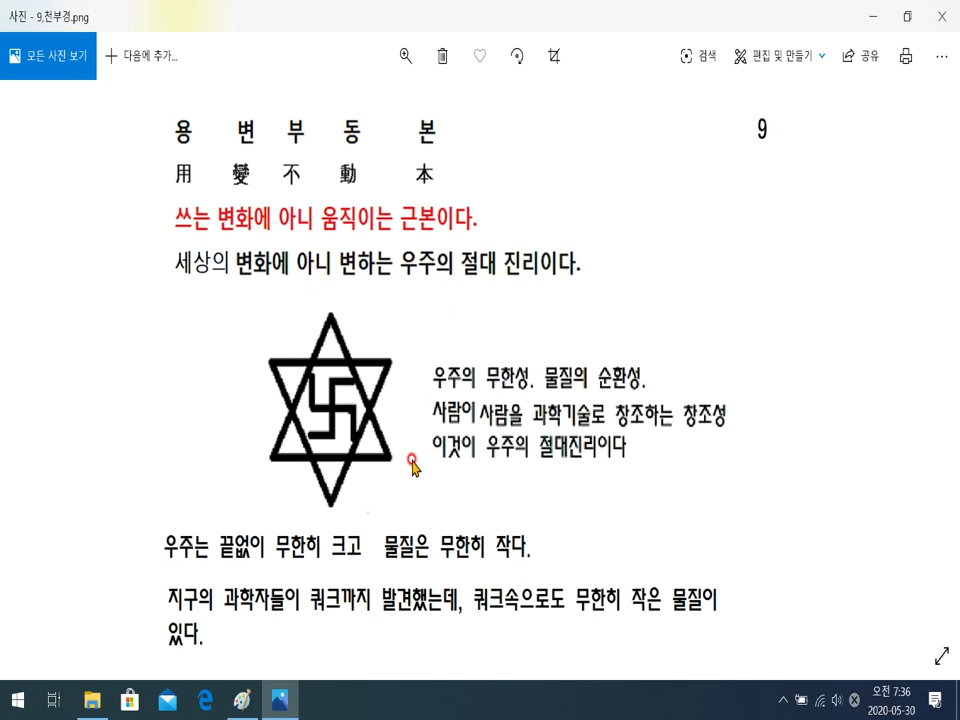 사진 - 9,천부경.png
모든 사진 보기 다음에 추가... 검색 편집 및 만들기 공유
용 변 부 동 본 9
用 變 不 動 本
쓰는 변화에 아니 움직이는 근본이다.
세상의 변화에 아니 변하는 우주의 절대 진리이다.
우주의 무한성. 물질의 순환성.
사람이 사람을 과학기술로 창조하는 창조성
이것이 우주의 절대진리이다
우주는 끝없이 무한히 크고 물질은 무한히 작다.
지구의 과학자들이 쿼크까지 발견했는데, 쿼크속으로도 무한히 작은 물질이
있다.
오전 7:36
2020-05-30